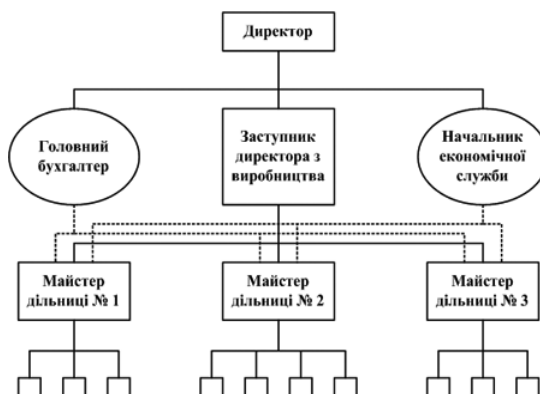 Директор
Головний
бухгалтер
Заступник
директора з
виробництва
Начальник
економічної
служби
Майстер
дільниці № 1
Майстер
дільниці № 2
Майстер
дільниці № 3